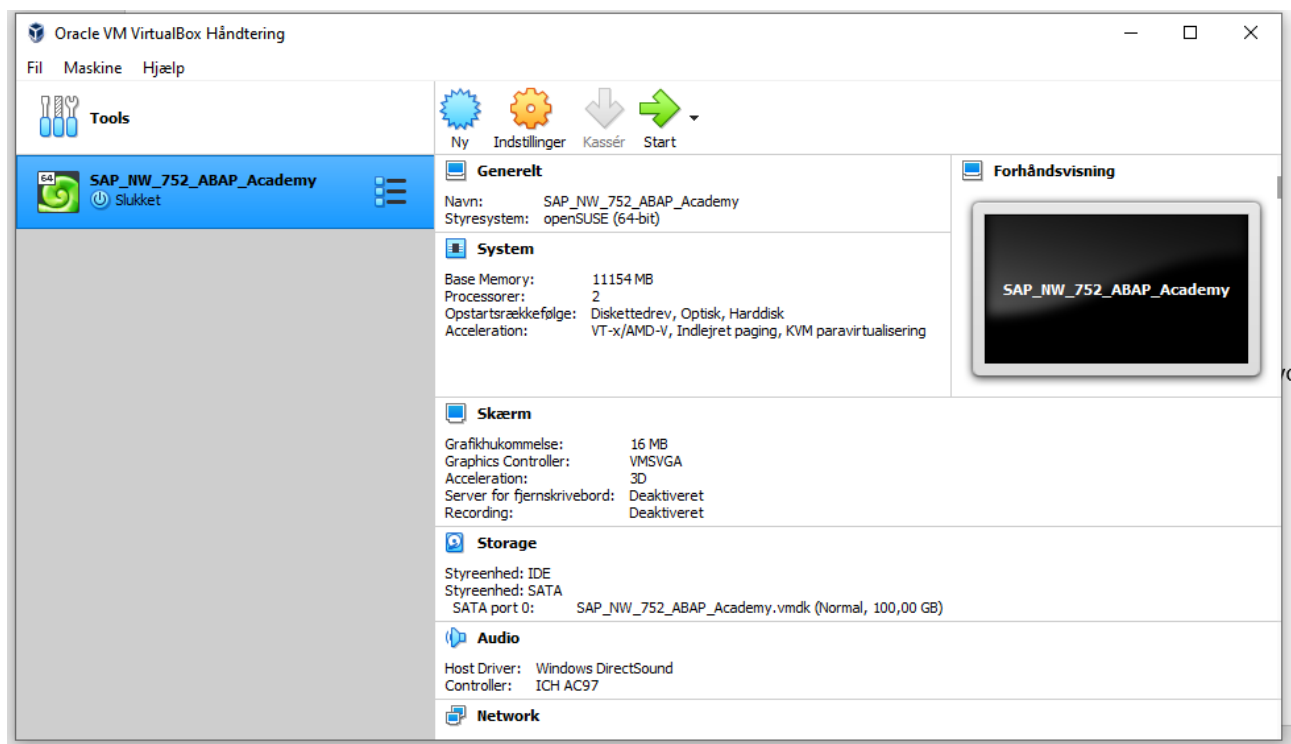 Oracle VM VirtualBox Håndtering
Fil Maskine Hjælp
Tools
Ny Indstillinger Kassér Start
64
SAP_NW_752_ABAP_Academy
Slukket
Generelt
Navn: SAP_NW_752_ABAP_Academy
Styresystem: openSUSE (64-bit)
Forhåndsvisning
SAP_NW_752_ABAP_Academy
System
Base Memory: 11154 MB
Processorer: 2
Opstartsrækkefølge: Diskettedrev, Optisk, Harddisk
Acceleration: VT-x/AMD-V, Indlejret paging, KVM paravirtualisering
Skærm
Grafikhukommelse: 16 MB
Graphics Controller: VMSVGA
Acceleration: 3D
Server for fjernskrivebord: Deaktiveret
Recording: Deaktiveret
Storage
Styreenhed: IDE
Styreenhed: SATA
SATA port 0: SAP_NW_752_ABAP_Academy.vmdk (Normal, 100,00 GB)
Audio
Host Driver: Windows DirectSound
Controller: ICH AC97
Network